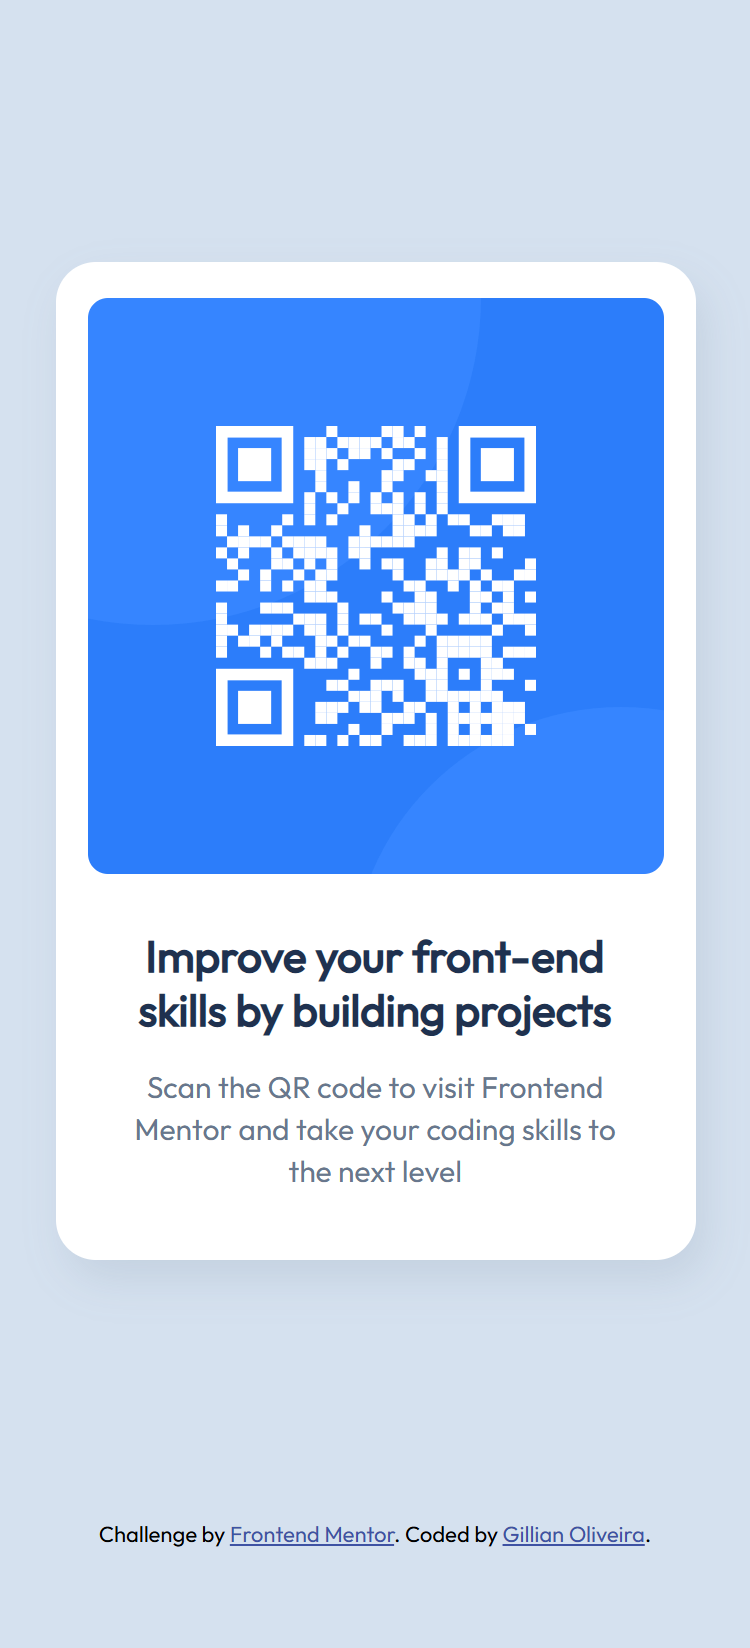 Improve your front-end
skills by building projects
Scan the QR code to visit Frontend
Mentor and take your coding skills to
the next level
Challenge by Frontend Mentor. Coded by Gillian Oliveira.